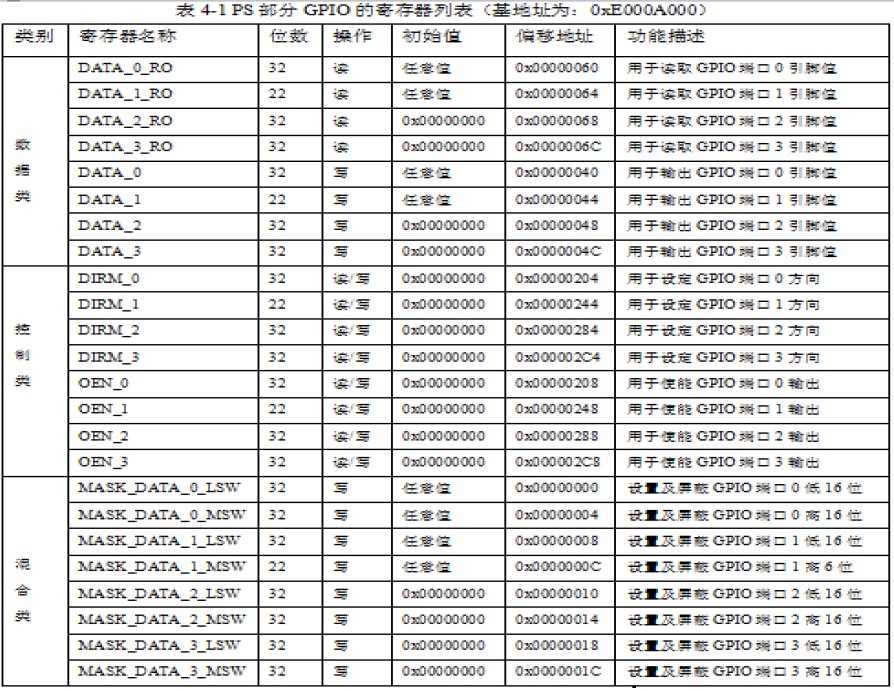 表 4-1 PS 部分 GPIO 的寄存器列表（基地址为：0xE000A000）
类别 寄存器名称 位数 操作 初始值 偏移地址 功能描述
数据类
DATA_0_RO 32 读 任意值 0x00000060 用于读取 GPIO 端口 0 引脚值
DATA_1_RO 22 读 任意值 0x00000064 用于读取 GPIO 端口 1 引脚值
DATA_2_RO 32 读 0x00000000 0x00000068 用于读取 GPIO 端口 2 引脚值
DATA_3_RO 32 读 0x00000000 0x0000006C 用于读取 GPIO 端口 3 引脚值
DATA_0 32 写 任意值 0x00000040 用于输出 GPIO 端口 0 引脚值
DATA_1 22 写 任意值 0x00000044 用于输出 GPIO 端口 1 引脚值
DATA_2 32 写 0x00000000 0x00000048 用于输出 GPIO 端口 2 引脚值
DATA_3 32 写 0x00000000 0x0000004C 用于输出 GPIO 端口 3 引脚值
控制类
DIRM_0 32 读/写 0x00000000 0x00000204 用于设定 GPIO 端口 0 方向
DIRM_1 22 读/写 0x00000000 0x00000244 用于设定 GPIO 端口 1 方向
DIRM_2 32 读/写 0x00000000 0x00000284 用于设定 GPIO 端口 2 方向
DIRM_3 32 读/写 0x00000000 0x000002C4 用于设定 GPIO 端口 3 方向
OEN_0 32 读/写 0x00000000 0x00000208 用于使能 GPIO 端口 0 输出
OEN_1 22 读/写 0x00000000 0x00000248 用于使能 GPIO 端口 1 输出
OEN_2 32 读/写 0x00000000 0x00000288 用于使能 GPIO 端口 2 输出
OEN_3 32 读/写 0x00000000 0x000002C8 用于使能 GPIO 端口 3 输出
混合类
MASK_DATA_0_LSW 32 写 任意值 0x00000000 设置及屏蔽 GPIO 端口 0 低 16 位
MASK_DATA_0_MSW 32 写 任意值 0x00000004 设置及屏蔽 GPIO 端口 0 高 16 位
MASK_DATA_1_LSW 32 写 任意值 0x00000008 设置及屏蔽 GPIO 端口 1 低 16 位
MASK_DATA_1_MSW 22 写 任意值 0x0000000C 设置及屏蔽 GPIO 端口 1 高 6 位
MASK_DATA_2_LSW 32 写 0x00000000 0x00000010 设置及屏蔽 GPIO 端口 2 低 16 位
MASK_DATA_2_MSW 32 写 0x00000000 0x00000014 设置及屏蔽 GPIO 端口 2 高 16 位
MASK_DATA_3_LSW 32 写 0x00000000 0x00000018 设置及屏蔽 GPIO 端口 3 低 16 位
MASK_DATA_3_MSW 32 写 0x00000000 0x0000001C 设置及屏蔽 GPIO 端口 3 高 16 位